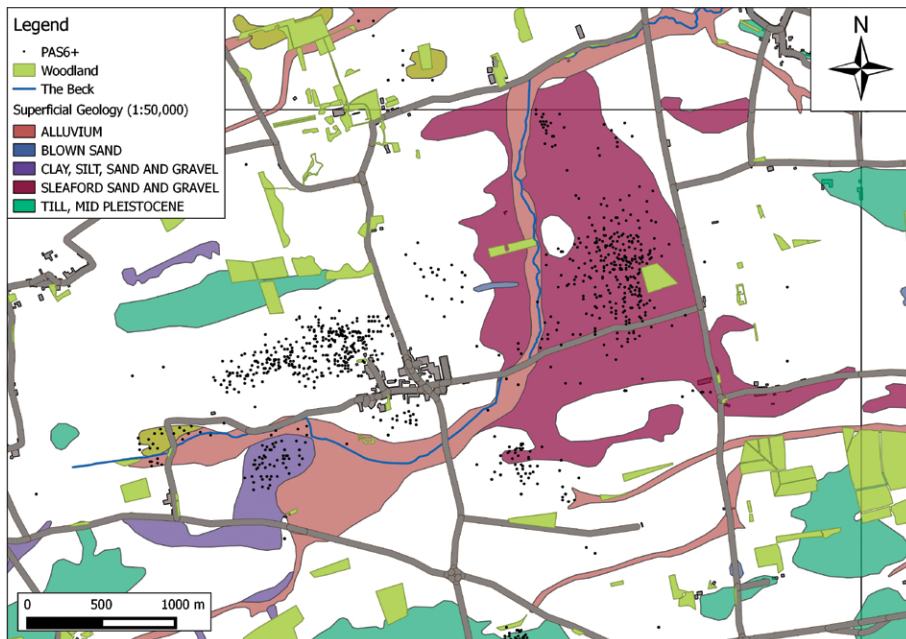 Legend
PAS6+
Woodland
The Beck
Superficial Geology (1:50,000)
ALLUVIUM
BLOWN SAND
CLAY, SILT, SAND AND GRAVEL
SLEAFORD SAND AND GRAVEL
TILL, MID PLEISTOCENE
N
0 500 1000 m